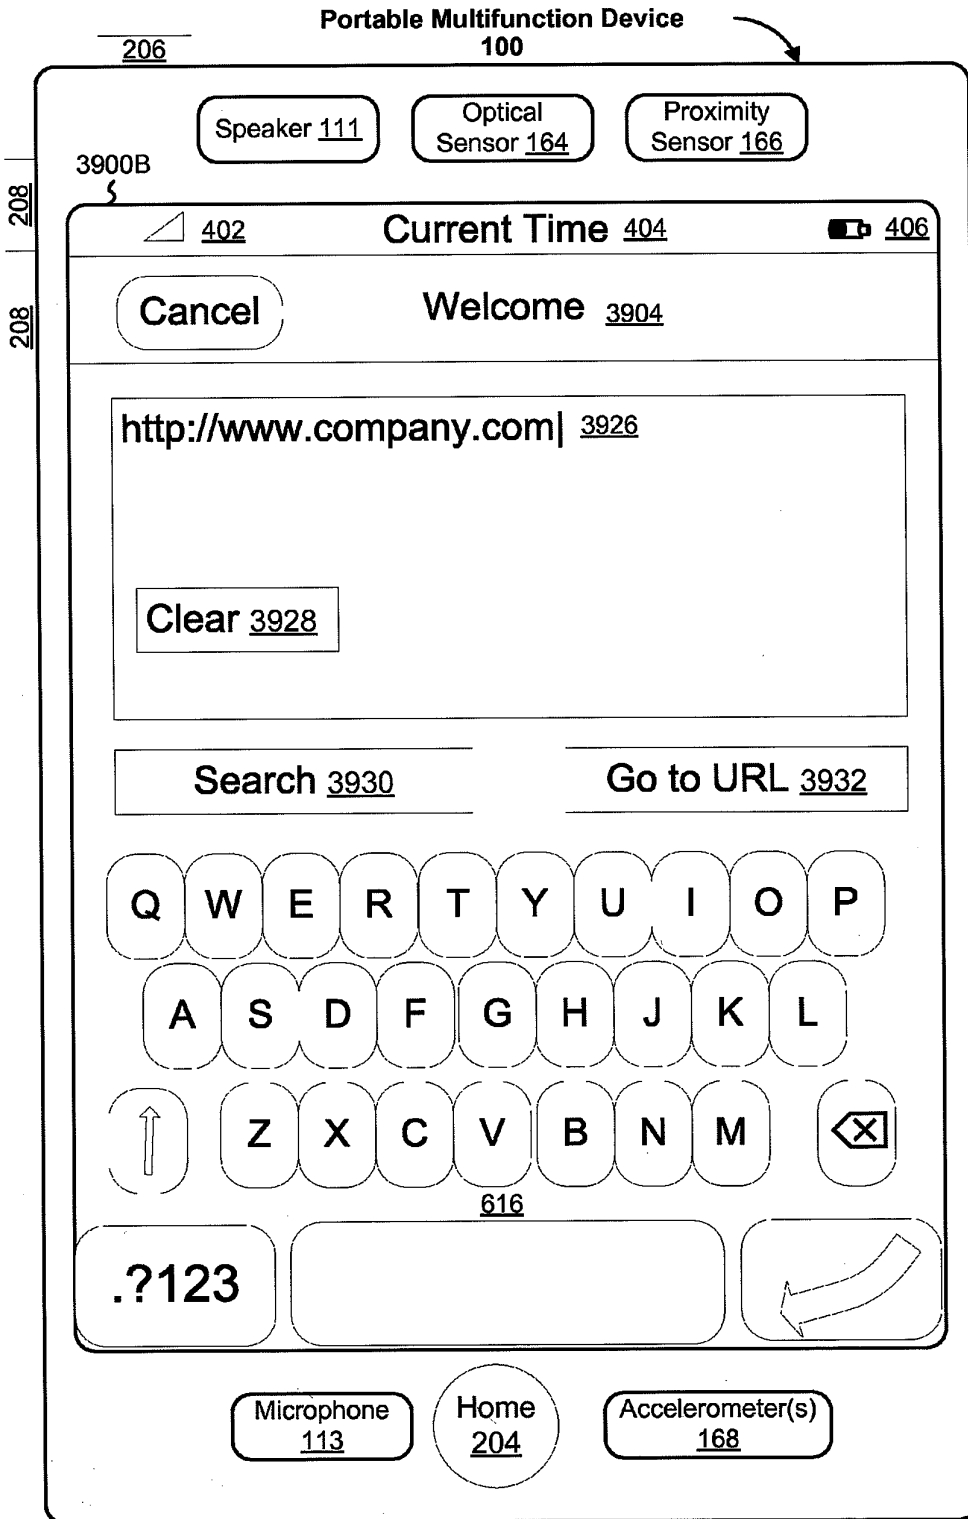 Portable Multifunction Device
100
206
Speaker 111
Optical
Sensor 164
Proximity
Sensor 166
3900B
208
208
402 Current Time 404 406
Cancel Welcome 3904
http://www.company.com| 3926
Clear 3928
Search 3930 Go to URL 3932
Q W E R T Y U I O P
A S D F G H J K L
Z X C V B N M
616
.?123
Microphone
113
Home
204
Accelerometer(s)
168